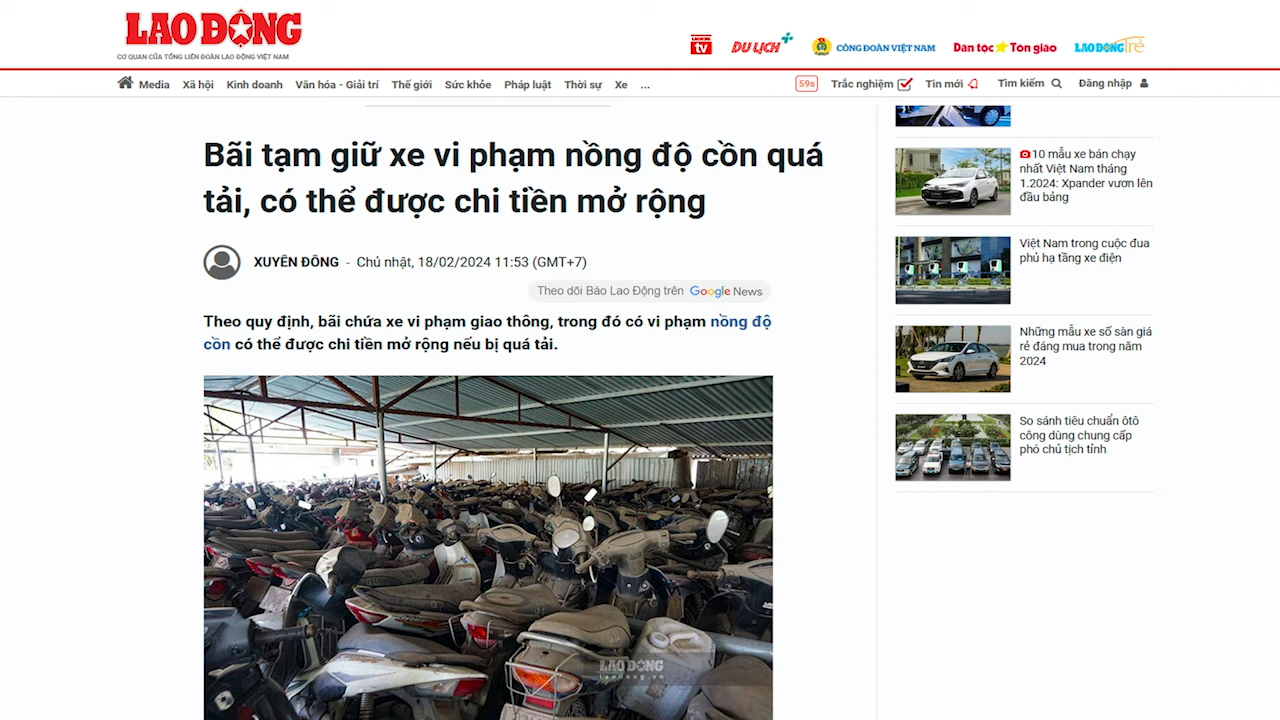 LAO ĐỘNG
CƠ QUAN CỦA TỔNG LIÊN ĐOÀN LAO ĐỘNG VIỆT NAM
tv
DU LỊCH
CÔNG ĐOÀN VIỆT NAM
Dân tộc Tôn giáo
LAO ĐỘNG Trẻ
Media Xã hội Kinh doanh Văn hóa - Giải trí Thế giới Sức khỏe Pháp luật Thời sự Xe ...
59s Trắc nghiệm Tin mới Tìm kiếm Đăng nhập
Bãi tạm giữ xe vi phạm nồng độ cồn quá
tải, có thể được chi tiền mở rộng
XUYÊN ĐÔNG - Chủ nhật, 18/02/2024 11:53 (GMT+7)
Theo dõi Báo Lao Động trên Google News
Theo quy định, bãi chứa xe vi phạm giao thông, trong đó có vi phạm nồng độ
cồn có thể được chi tiền mở rộng nếu bị quá tải.
LAO ĐỘNG
laodong.vn
10 mẫu xe bán chạy
nhất Việt Nam tháng
1.2024: Xpander vươn lên
đầu bảng
Việt Nam trong cuộc đua
phủ hạ tầng xe điện
Những mẫu xe số sàn giá
rẻ đáng mua trong năm
2024
So sánh tiêu chuẩn ôtô
công dùng chung cấp
phó chủ tịch tỉnh